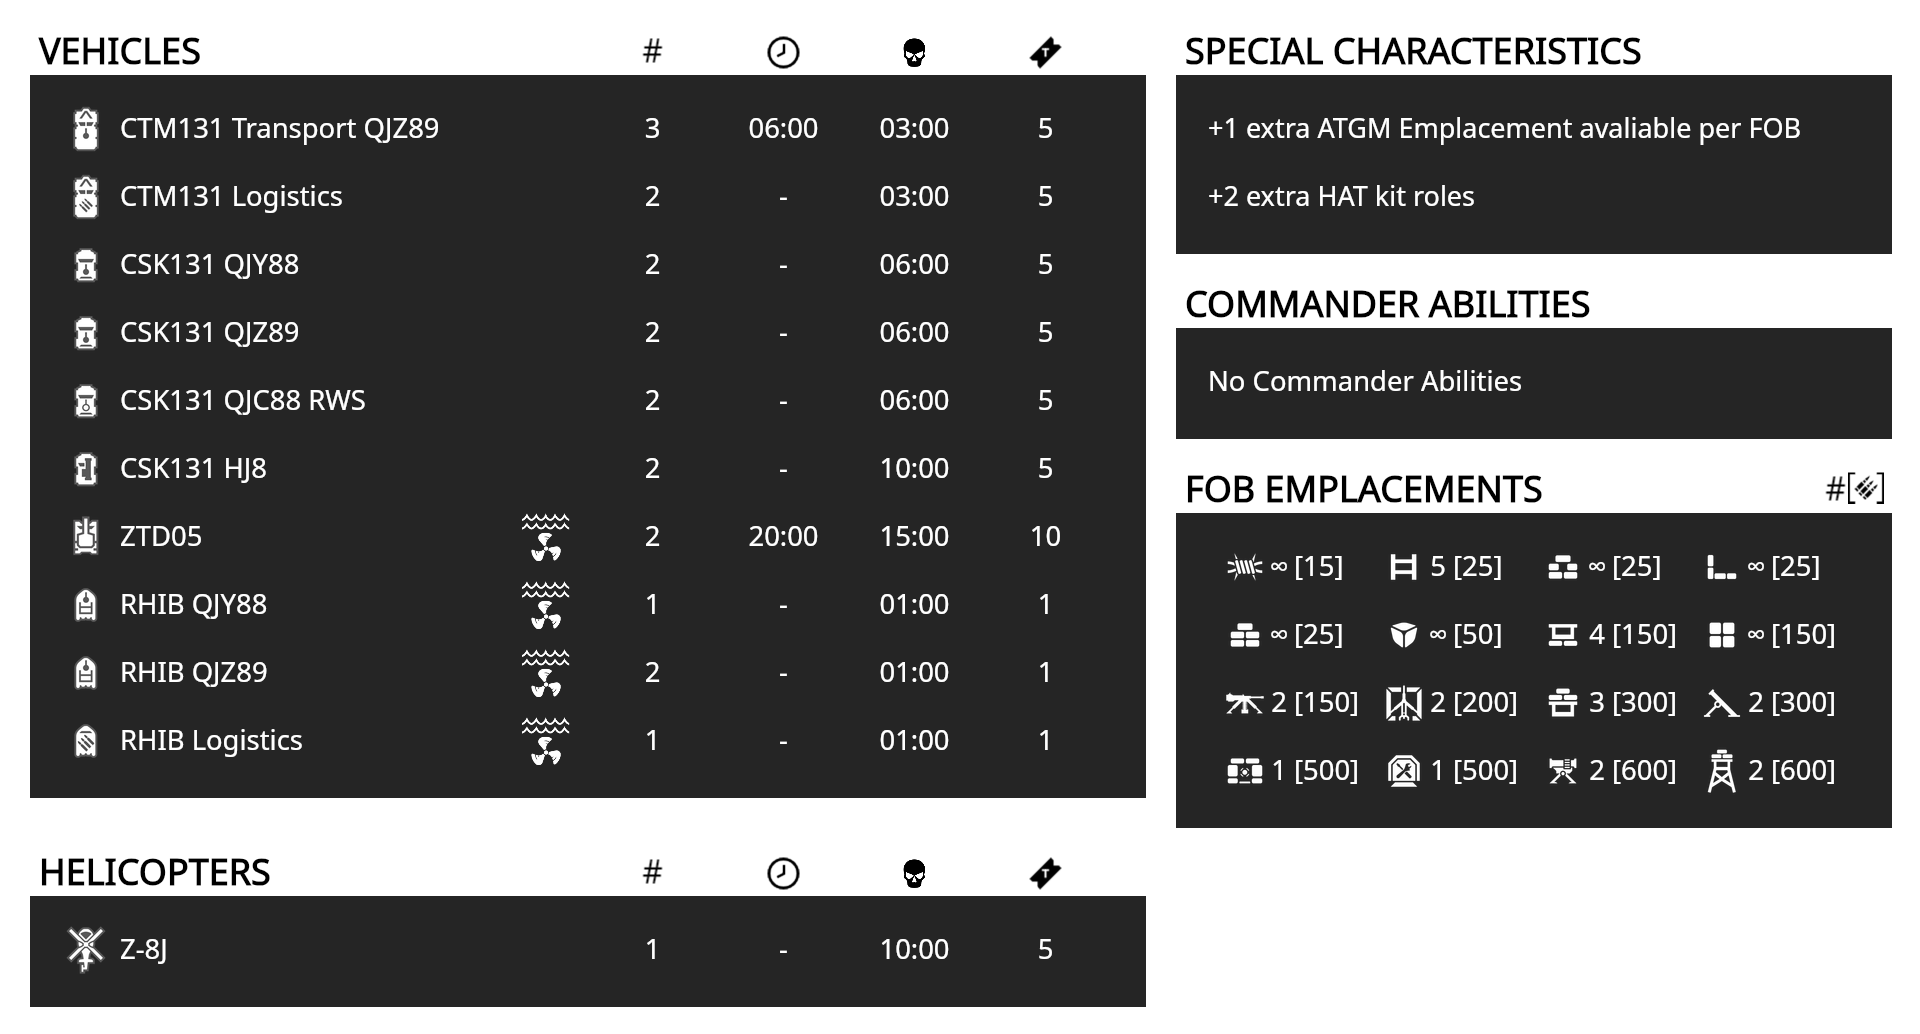 VEHICLES #
CTM131 Transport QJZ89 3 06:00 03:00 5
CTM131 Logistics 2 - 03:00 5
CSK131 QJY88 2 - 06:00 5
CSK131 QJZ89 2 - 06:00 5
CSK131 QJC88 RWS 2 - 06:00 5
CSK131 HJ8 2 - 10:00 5
ZTD05 2 20:00 15:00 10
RHIB QJY88 1 - 01:00 1
RHIB QJZ89 2 - 01:00 1
RHIB Logistics 1 - 01:00 1
HELICOPTERS #
Z-8J 1 - 10:00 5
SPECIAL CHARACTERISTICS
+1 extra ATGM Emplacement avaliable per FOB
+2 extra HAT kit roles
COMMANDER ABILITIES
No Commander Abilities
FOB EMPLACEMENTS #[ ]
∞ [15] 5 [25] ∞ [25] ∞ [25]
∞ [25] ∞ [50] 4 [150] ∞ [150]
2 [150] 2 [200] 3 [300] 2 [300]
1 [500] 1 [500] 2 [600] 2 [600]